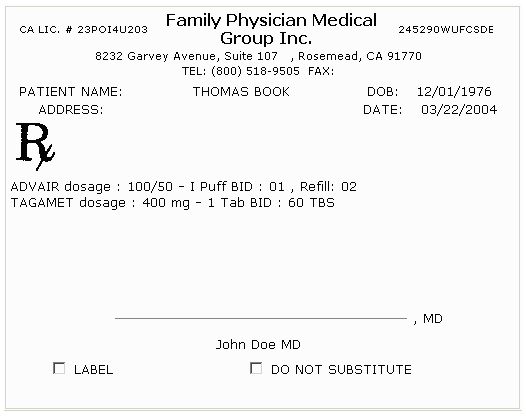 CA LIC. # 23POI4U203 Family Physician Medical Group Inc. 245290WUFCSDE
8232 Garvey Avenue, Suite 107 , Rosemead, CA 91770
TEL: (800) 518-9505 FAX:
PATIENT NAME: THOMAS BOOK DOB: 12/01/1976
ADDRESS: DATE: 03/22/2004
Rx
ADVAIR dosage : 100/50 - I Puff BID : 01 , Refill: 02
TAGAMET dosage : 400 mg - 1 Tab BID : 60 TBS
, MD
John Doe MD
LABEL DO NOT SUBSTITUTE